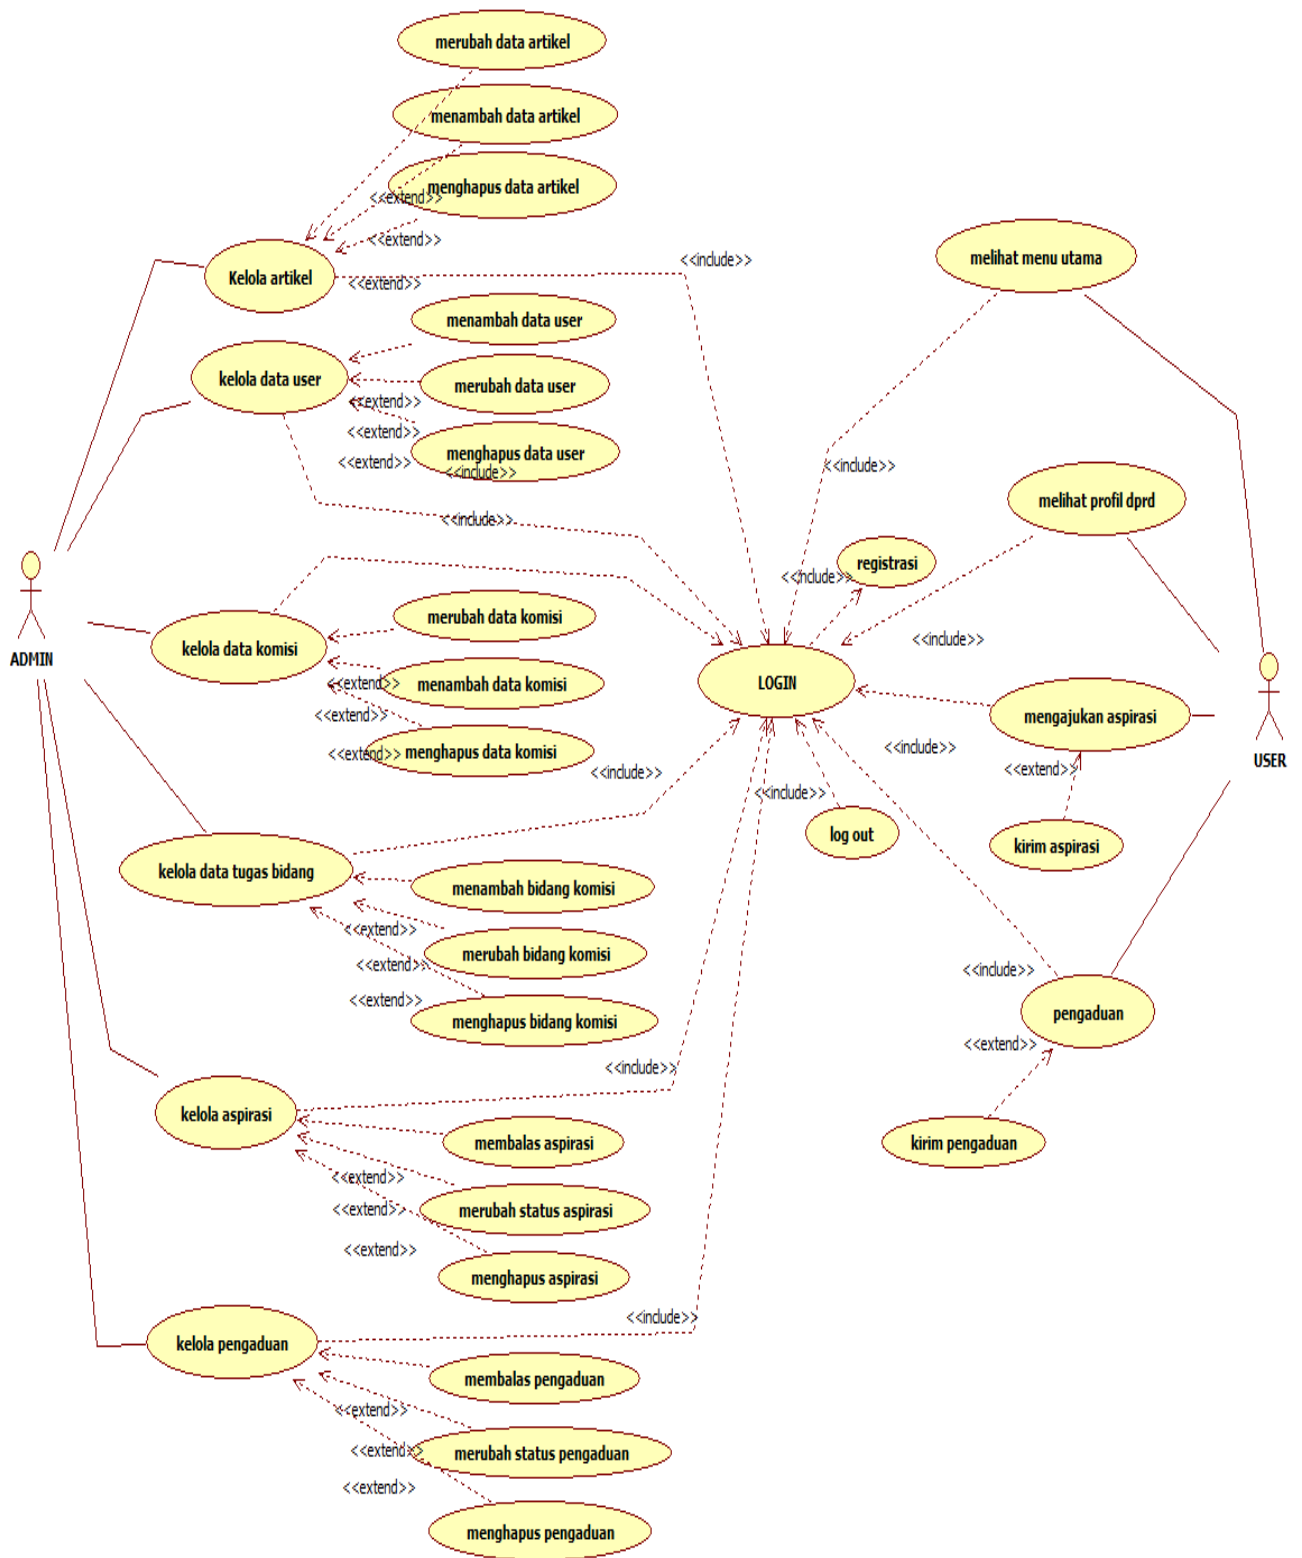 merubah data artikel
menambah data artikel
menghapus data artikel
<<extend>>
<<extend>>
Kelola artikel
<<extend>>
<<include>>
melihat menu utama
menambah data user
kelola data user
merubah data user
<<extend>>
<<extend>>
menghapus data user
<<extend>>
<<include>>
<<include>>
melihat profil dprd
<<include>>
registrasi
<<include>>
ADMIN
kelola data komisi
merubah data komisi
menambah data komisi
<<extend>>
<<extend>>
menghapus data komisi
<<extend>>
LOGIN
<<include>>
mengajukan aspirasi
<<include>>
<<extend>>
USER
<<include>>
<<include>>
log out
kirim aspirasi
kelola data tugas bidang
menambah bidang komisi
<<extend>>
merubah bidang komisi
<<extend>>
<<extend>>
menghapus bidang komisi
<<include>>
pengaduan
<<extend>>
<<include>>
kelola aspirasi
membalas aspirasi
<<extend>>
merubah status aspirasi
<<extend>>
<<extend>>
menghapus aspirasi
kirim pengaduan
<<include>>
kelola pengaduan
membalas pengaduan
<<extend>>
merubah status pengaduan
<<extend>>
<<extend>>
menghapus pengaduan